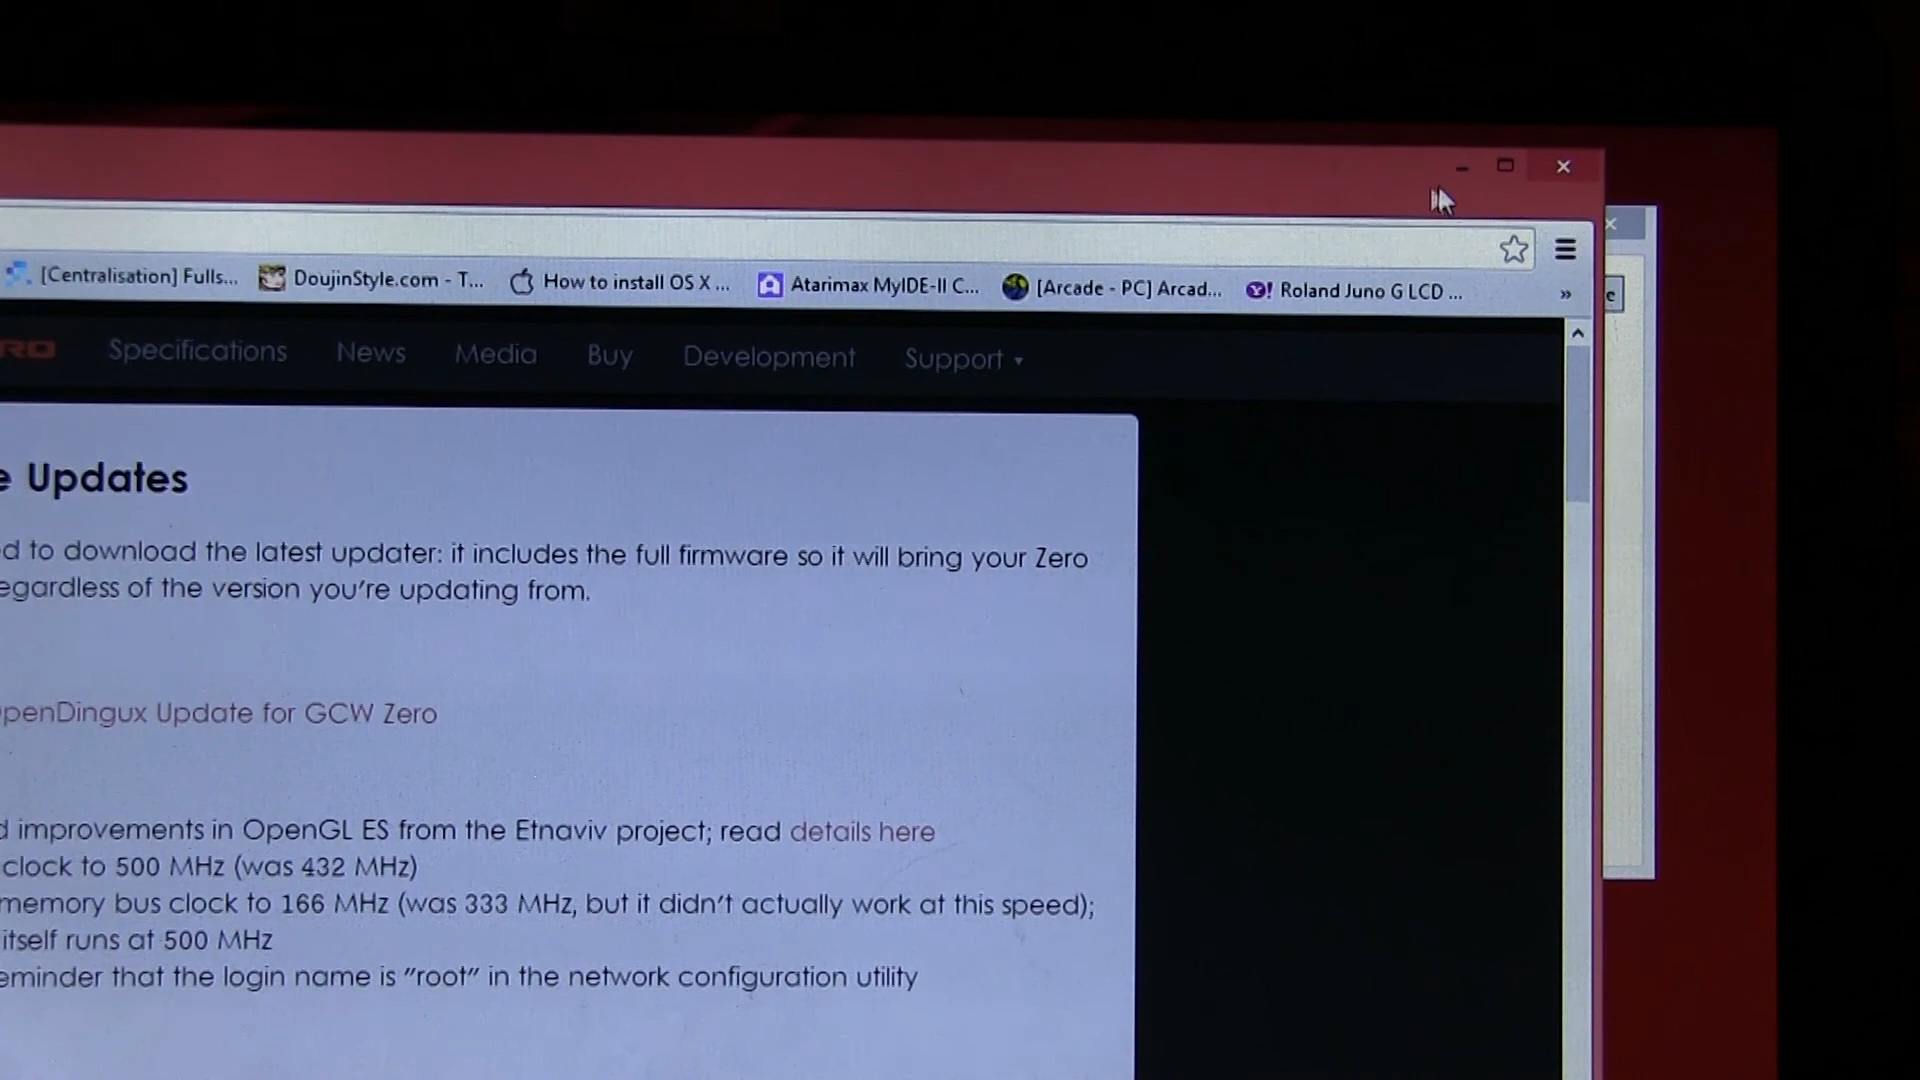 [Centralisation] Fulls... DoujinStyle.com - T... How to install OS X ... Atarimax MyIDE-II C... [Arcade - PC] Arcad... Roland Juno G LCD ... »
RO Specifications News Media Buy Development Support
e Updates
d to download the latest updater: it includes the full firmware so it will bring your Zero
egardless of the version you're updating from.
penDingux Update for GCW Zero
d improvements in OpenGL ES from the Etnaviv project; read details here
clock to 500 MHz (was 432 MHz)
memory bus clock to 166 MHz (was 333 MHz, but it didn't actually work at this speed);
itself runs at 500 MHz
eminder that the login name is "root" in the network configuration utility